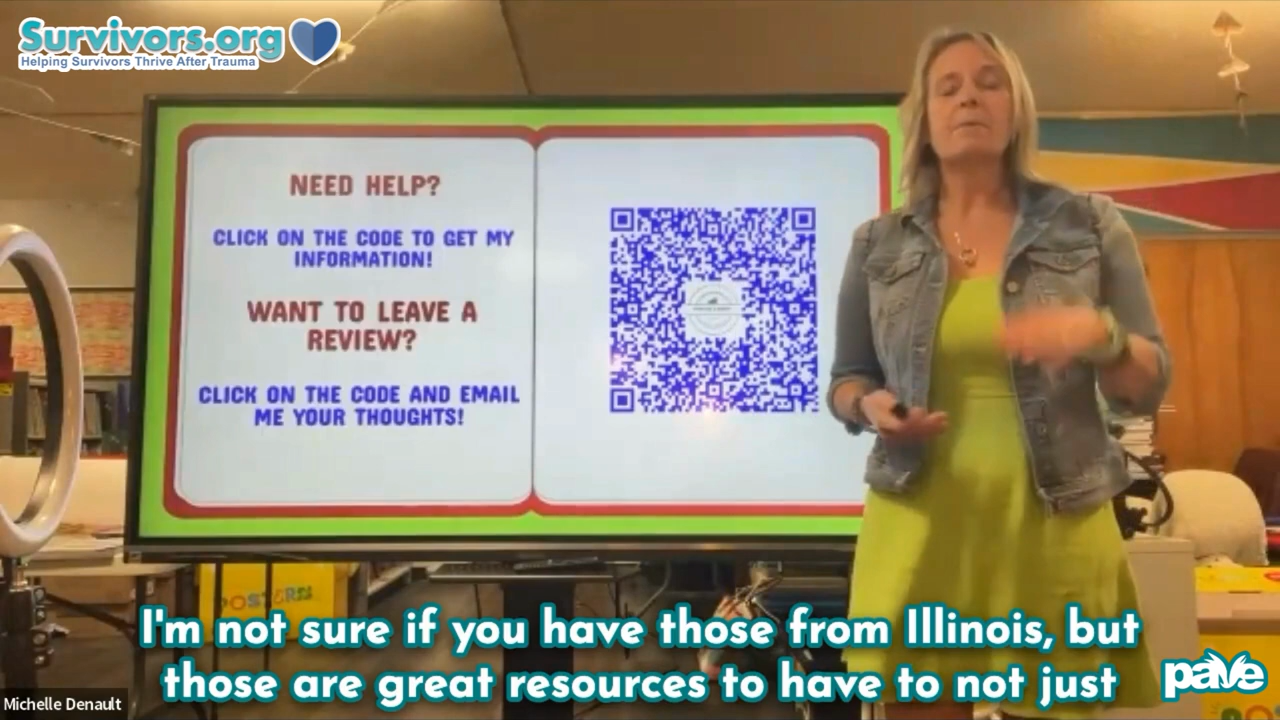 Survivors.org
Helping Survivors Thrive After Trauma
NEED HELP?
CLICK ON THE CODE TO GET MY
INFORMATION!
WANT TO LEAVE A
REVIEW?
CLICK ON THE CODE AND EMAIL
ME YOUR THOUGHTS!
POSTERS!
I'm not sure if you have those from Illinois, but
those are great resources to have to not just
pave
Michelle Denault